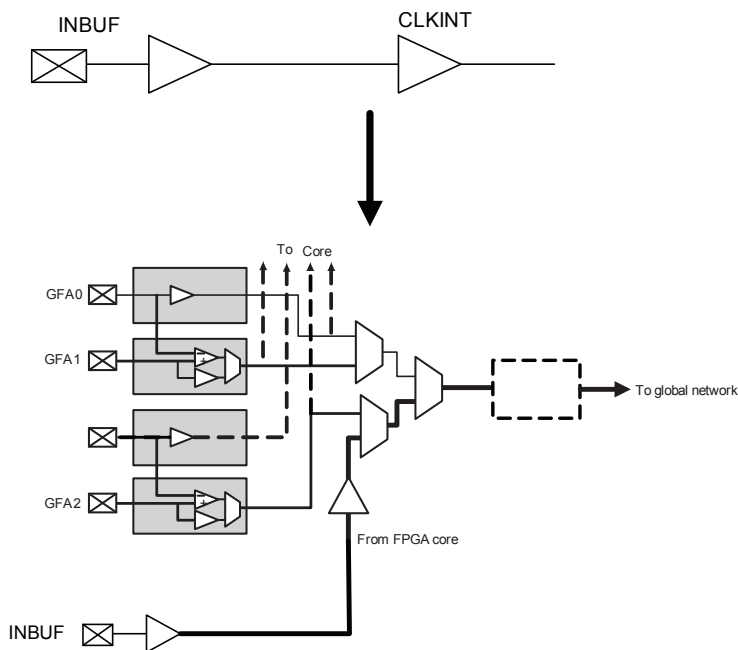 INBUF
CLKINT
To Core
GFA0
GFA1
To global network
GFA2
From FPGA core
INBUF